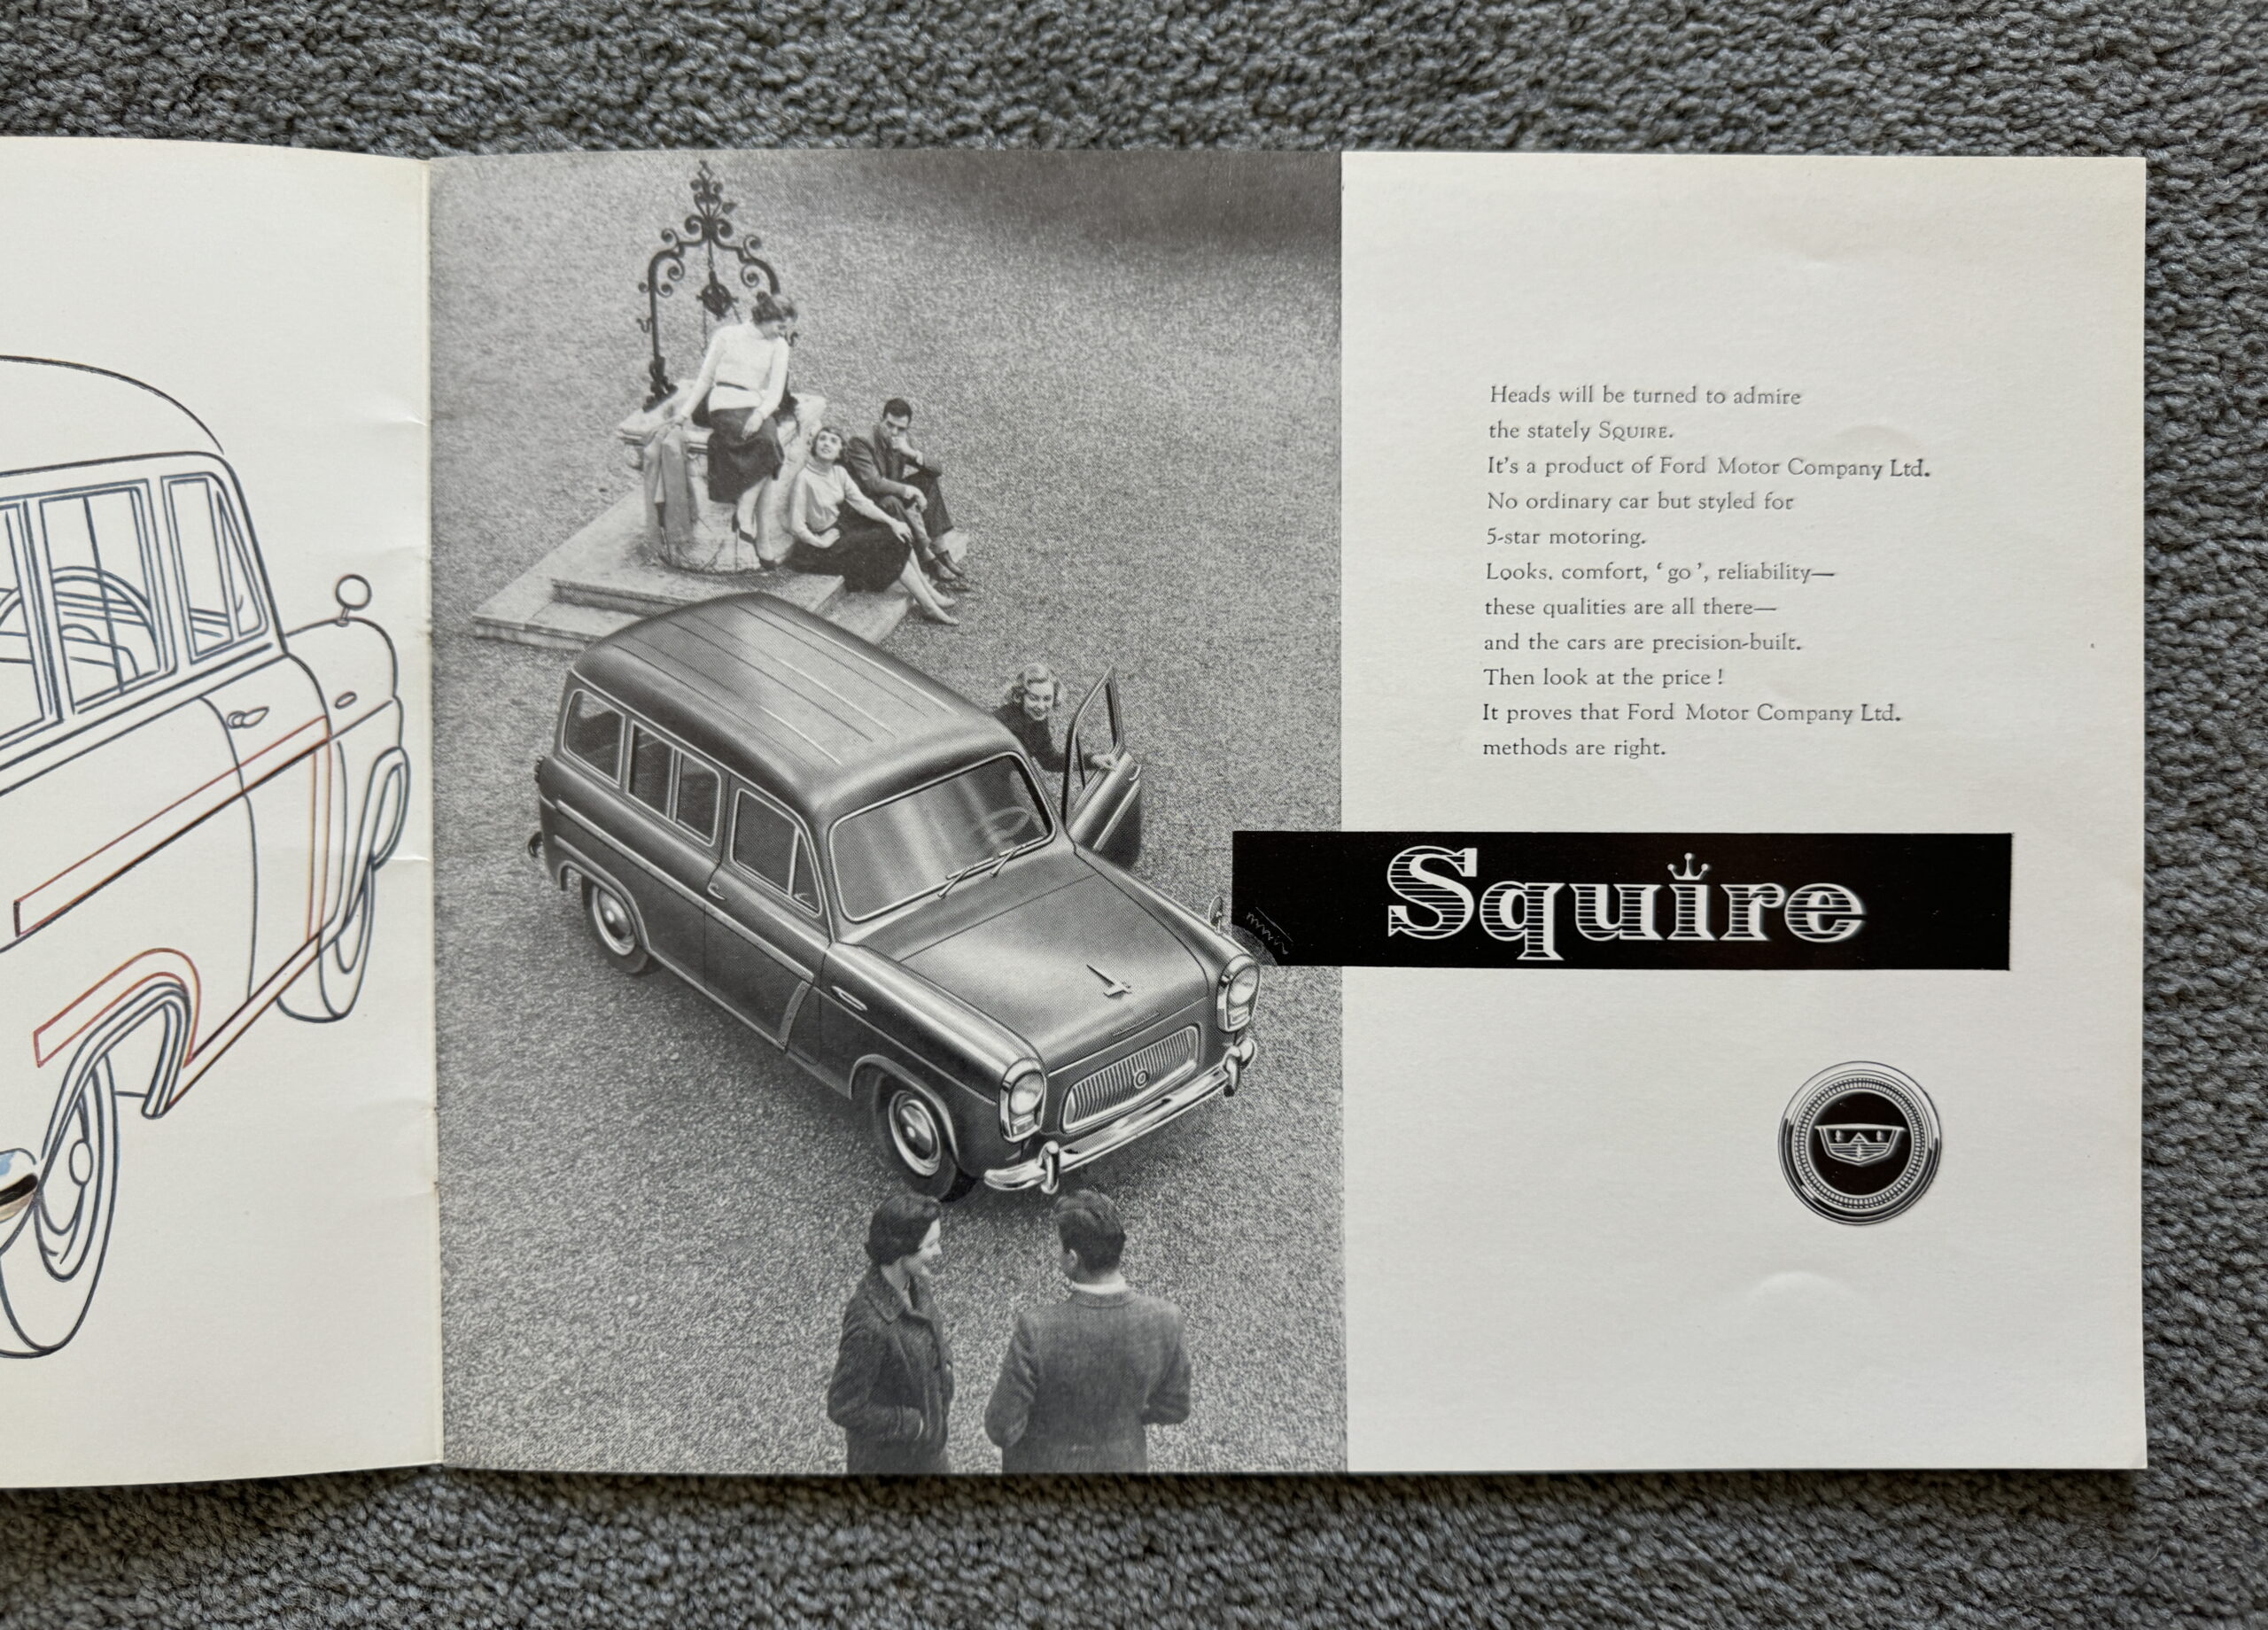 Heads will be turned to admire
the stately SQUIRE.
It's a product of Ford Motor Company Ltd.
No ordinary car but styled for
5-star motoring.
Looks, comfort, ‘go’, reliability—
these qualities are all there—
and the cars are precision-built.
Then look at the price!
It proves that Ford Motor Company Ltd.
methods are right.
Squire